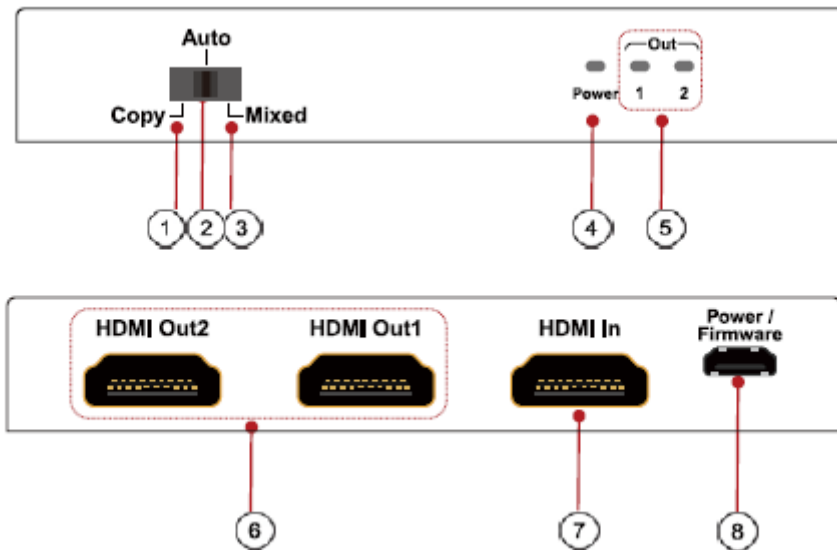 Auto
Copy
Mixed
Out
Power
1
2
1
2
3
4
5
HDMI Out2
HDMI Out1
HDMI In
Power /
Firmware
6
7
8